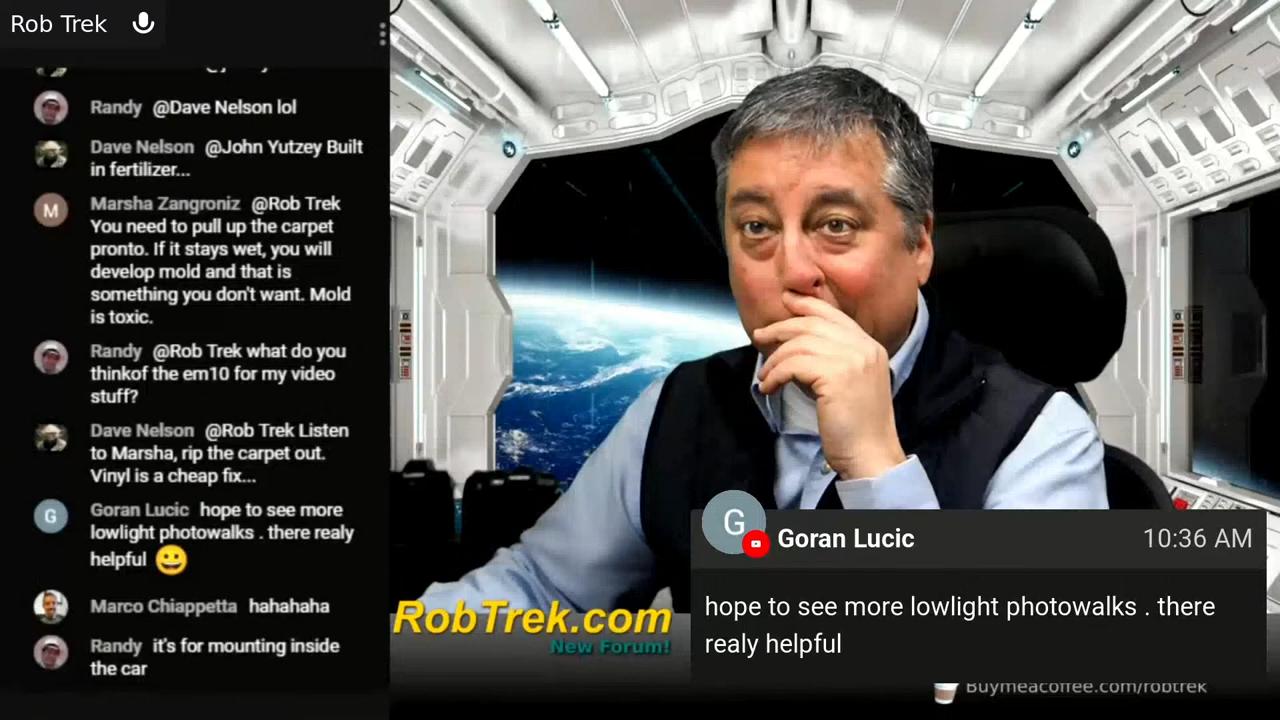 Rob Trek
Randy @Dave Nelson lol
Dave Nelson @John Yutzey Built
in fertilizer...
M
Marsha Zangroniz @Rob Trek
You need to pull up the carpet
pronto. If it stays wet, you will
develop mold and that is
something you don't want. Mold
is toxic.
Randy @Rob Trek what do you
thinkof the em10 for my video
stuff?
Dave Nelson @Rob Trek Listen
to Marsha, rip the carpet out.
Vinyl is a cheap fix...
G
Goran Lucic hope to see more
lowlight photowalks . there realy
helpful 😀
Marco Chiappetta hahahaha
Randy it's for mounting inside
the car
RobTrek.com
New Forum!
G
Goran Lucic 10:36 AM
hope to see more lowlight photowalks . there
realy helpful
Buymeacoffee.com/robtrek